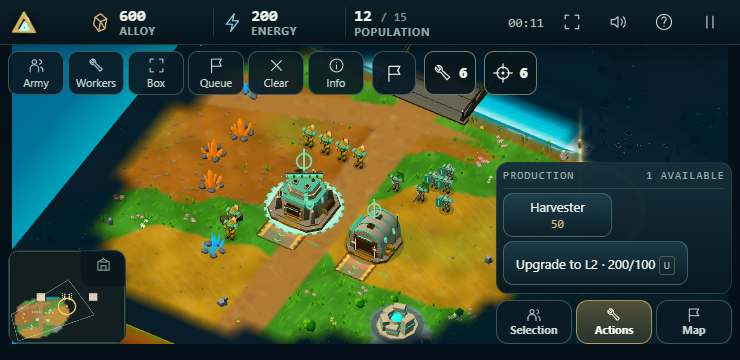 600
ALLOY
200
ENERGY
12 / 15
POPULATION
00:11
Army
Workers
Box
Queue
Clear
Info
6
6
PRODUCTION
1 AVAILABLE
Harvester
50
Upgrade to L2 · 200/100 U
Selection
Actions
Map